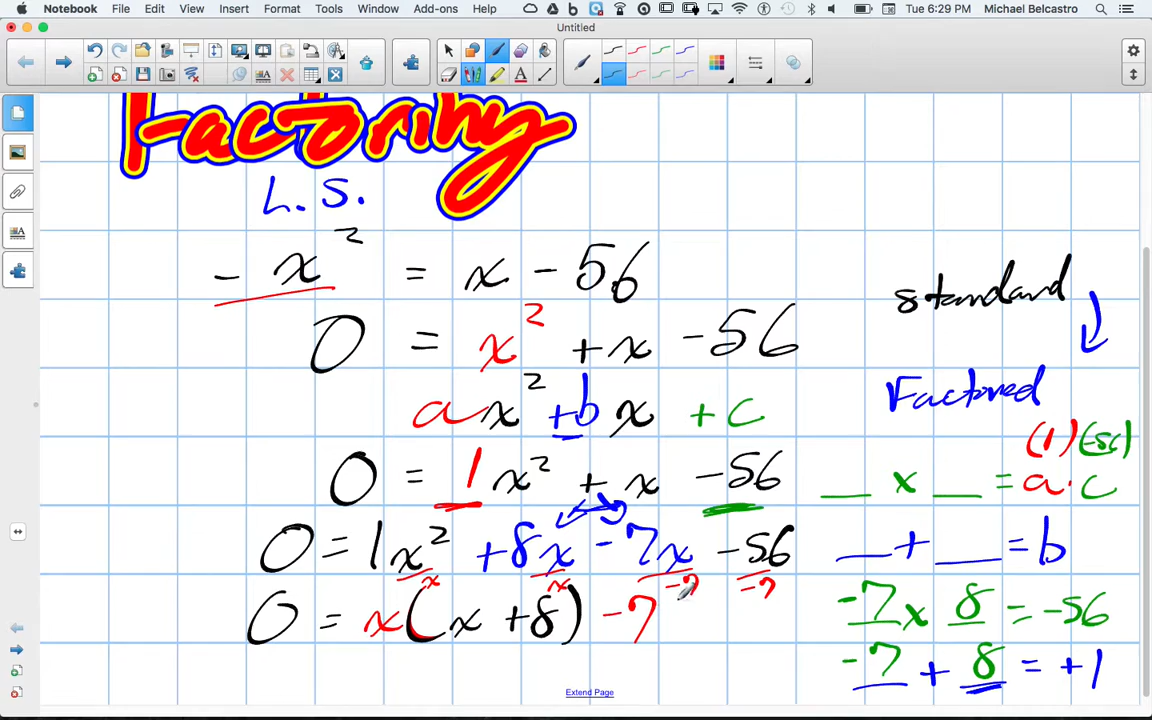 Notebook File Edit View Insert Format Tools Window Add-ons Help Tue 6:29 PM Michael Belcastro
Untitled
Factoring
L.S.
- x² = x - 56
0 = x² + x - 56
ax² + bx + c
0 = 1x² + x - 56
0 = 1x² + 8x - 7x - 56
x x -7 -7
0 = x(x + 8) - 7
standard
Factored
(1) (-56)
__ x __ = a · c
__ + __ = b
-7 x 8 = -56
-7 + 8 = +1
Extend Page